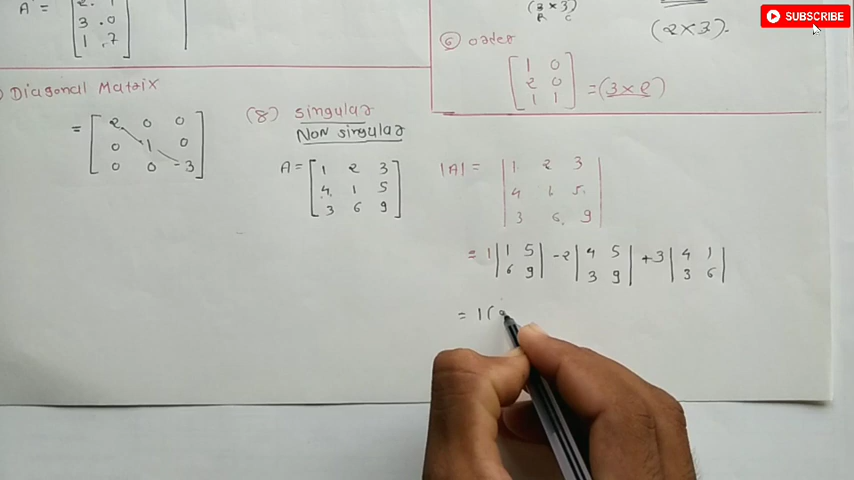 A =
2. 1
3 .0
1 .7
Diagonal Matrix
= 2 0 0
0 1 0
0 0 -3
(3 × 3)
R C
(2 × 3).
SUBSCRIBE
(6) order
1 0
2 0 = (3 × 2)
1 1
(8) singular
Non singular
A = 1 2 3
4 1 5
3 6 9
|A| = 1 2 3
4 1 5
3 6 9
= 1 |1 5| - 2 |4 5| + 3 |4 1|
|6 9| |3 9| |3 6|
= 1(